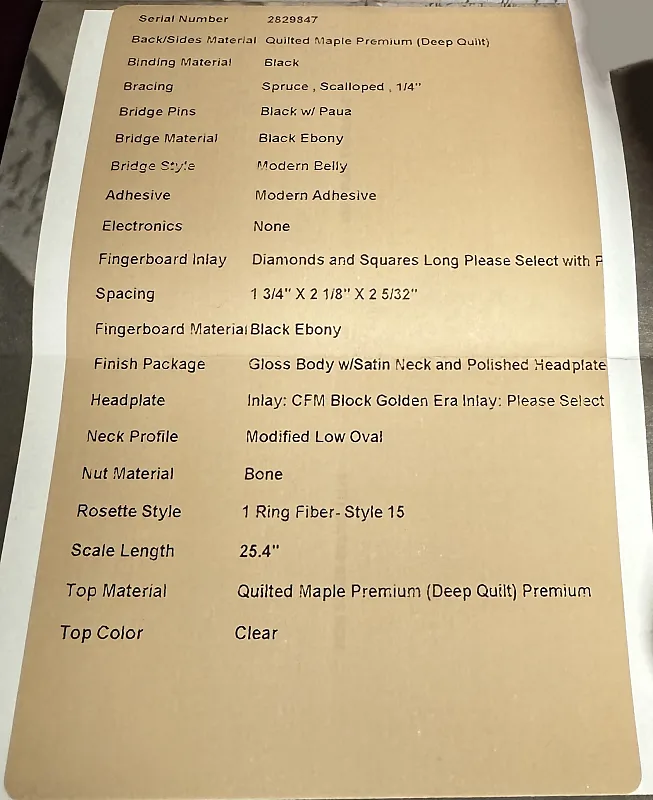 Serial Number 2829847
Back/Sides Material Quilted Maple Premium (Deep Quilt)
Binding Material Black
Bracing Spruce , Scalloped , 1/4"
Bridge Pins Black w/ Paua
Bridge Material Black Ebony
Bridge Style Modern Belly
Adhesive Modern Adhesive
Electronics None
Fingerboard Inlay Diamonds and Squares Long Please Select with P
Spacing 1 3/4" X 2 1/8" X 2 5/32"
Fingerboard Material Black Ebony
Finish Package Gloss Body w/Satin Neck and Polished Headplate
Headplate Inlay: CFM Block Golden Era Inlay: Please Select
Neck Profile Modified Low Oval
Nut Material Bone
Rosette Style 1 Ring Fiber- Style 15
Scale Length 25.4"
Top Material Quilted Maple Premium (Deep Quilt) Premium
Top Color Clear